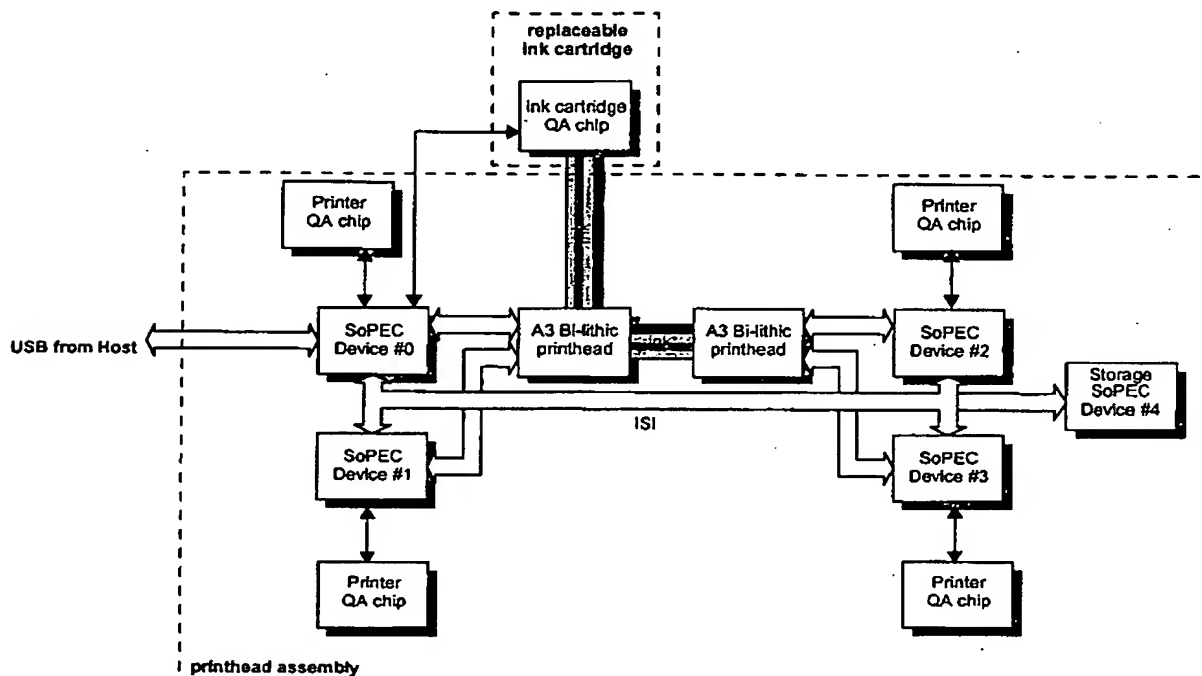 replaceable
ink cartridge
Ink cartridge
QA chip
Printer
QA chip
Printer
QA chip
USB from Host
SoPEC
Device #0
A3 Bi-lithic
printhead
ink
A3 Bi-lithic
printhead
SoPEC
Device #2
Storage
SoPEC
Device #4
ISI
SoPEC
Device #1
SoPEC
Device #3
Printer
QA chip
Printer
QA chip
printhead assembly